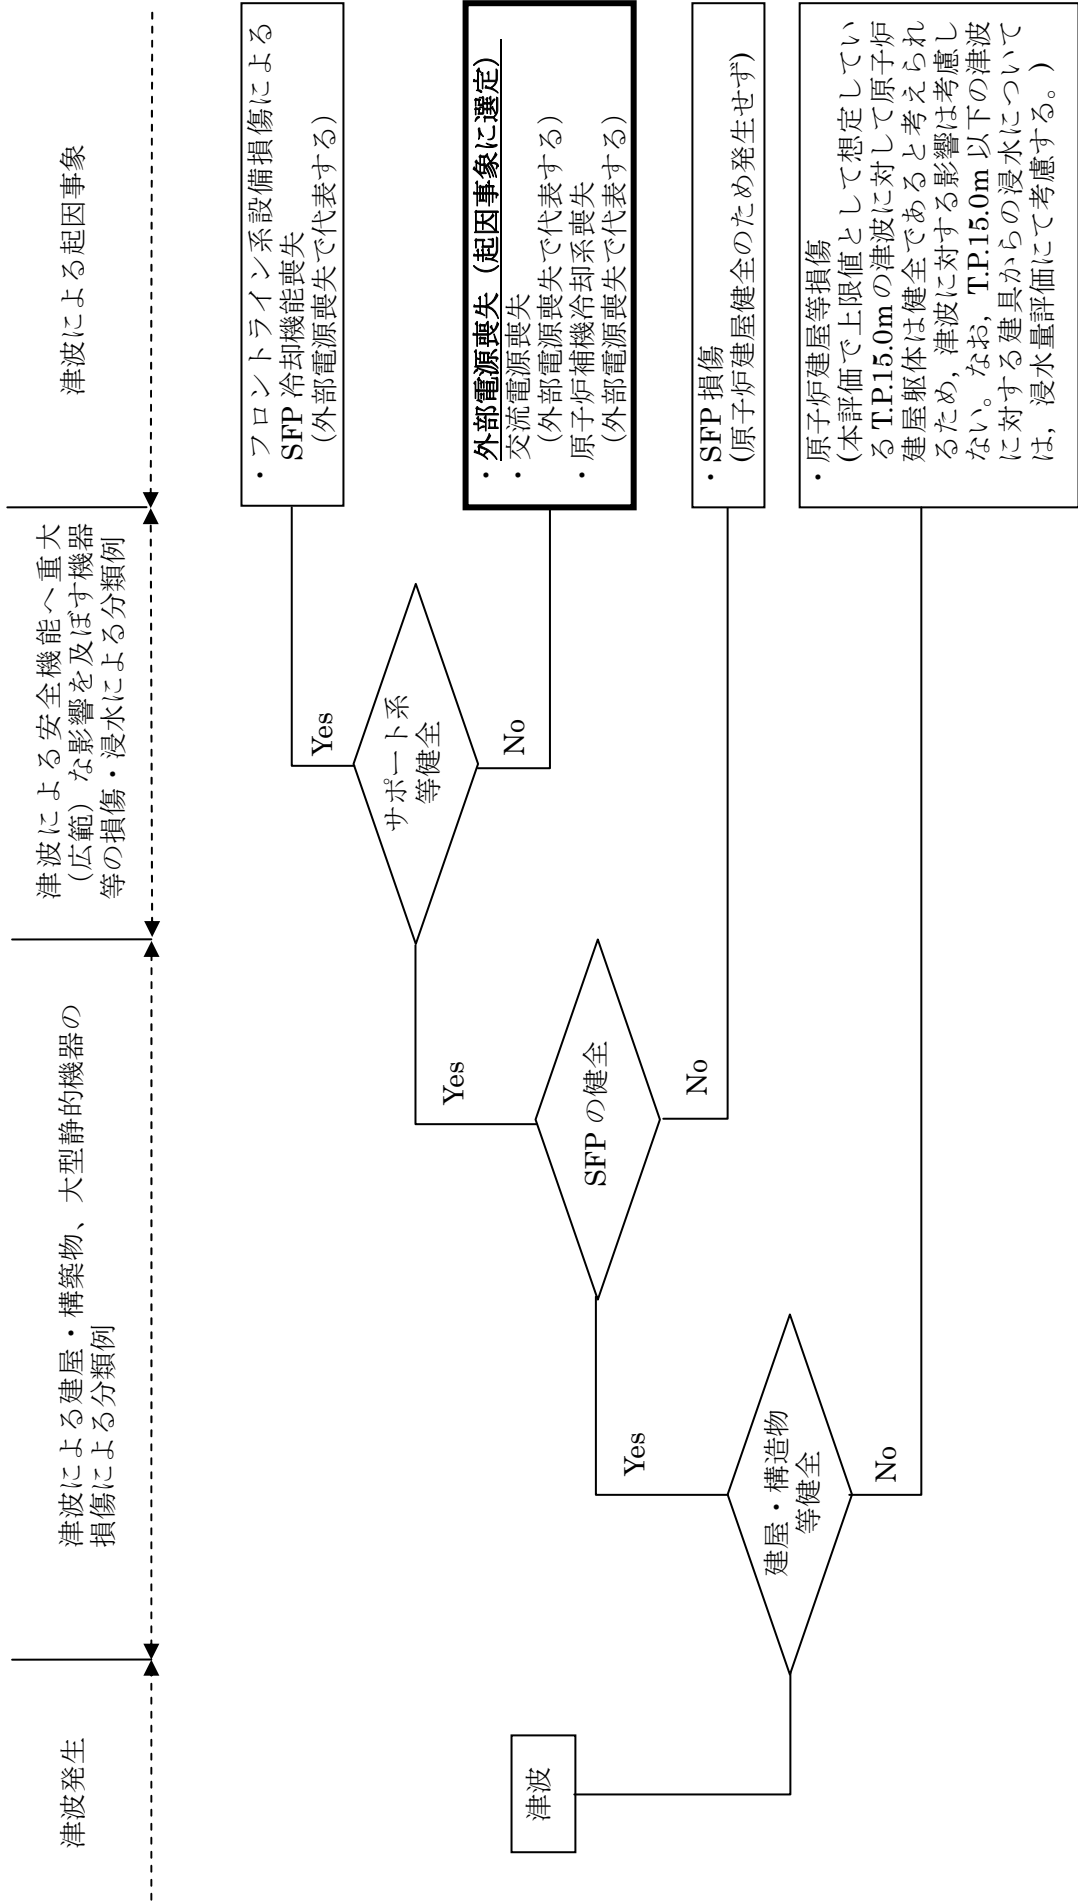 津波発生
津波による建屋・構築物、大型静的機器の
損傷による分類例
津波による安全機能へ重大
(広範) な影響を及ぼす機器
等の損傷・浸水による分類例
津波による起因事象
津波
建屋・構造物
等健全
Yes
No
SFP の健全
Yes
No
サポート系
等健全
Yes
No
・フロントライン系設備損傷による
SFP 冷却機能喪失
(外部電源喪失で代表する)
・外部電源喪失（起因事象に選定）
・交流電源喪失
(外部電源喪失で代表する)
・原子炉補機冷却系喪失
(外部電源喪失で代表する)
・SFP 損傷
(原子炉建屋健全のため発生せず)
・原子炉建屋等損傷
(本評価で上限値として想定してい
る T.P.15.0m の津波に対して原子炉
建屋躯体は健全であると考えられ
るため，津波に対する影響は考慮し
ない。なお，T.P.15.0m 以下の津波
に対する建具からの浸水について
は，浸水量評価にて考慮する。)